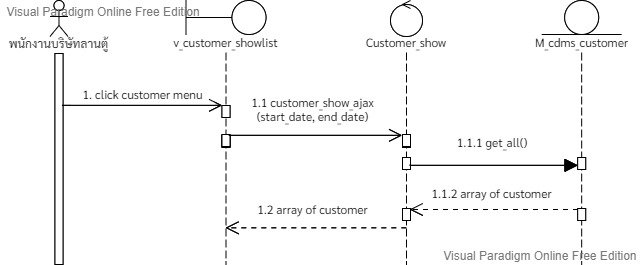 Visual Paradigm Online Free Edition
พนักงานบริษัทลานตู้
v_customer_showlist
Customer_show
M_cdms_customer
1. click customer menu
1.1 customer_show_ajax
(start_date, end_date)
1.1.1 get_all()
1.1.2 array of customer
1.2 array of customer
Visual Paradigm Online Free Edition